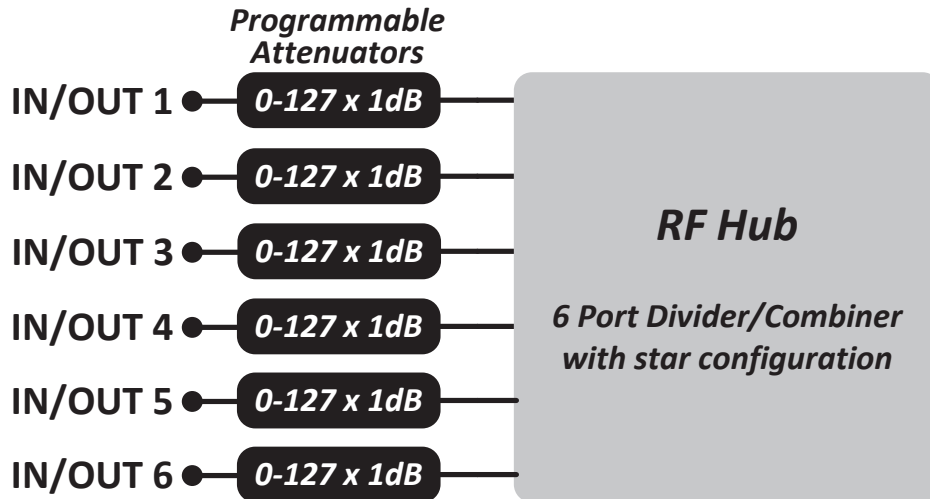 Programmable
Attenuators
IN/OUT 1 0-127 x 1dB
IN/OUT 2 0-127 x 1dB
IN/OUT 3 0-127 x 1dB
IN/OUT 4 0-127 x 1dB
IN/OUT 5 0-127 x 1dB
IN/OUT 6 0-127 x 1dB
RF Hub
6 Port Divider/Combiner
with star configuration